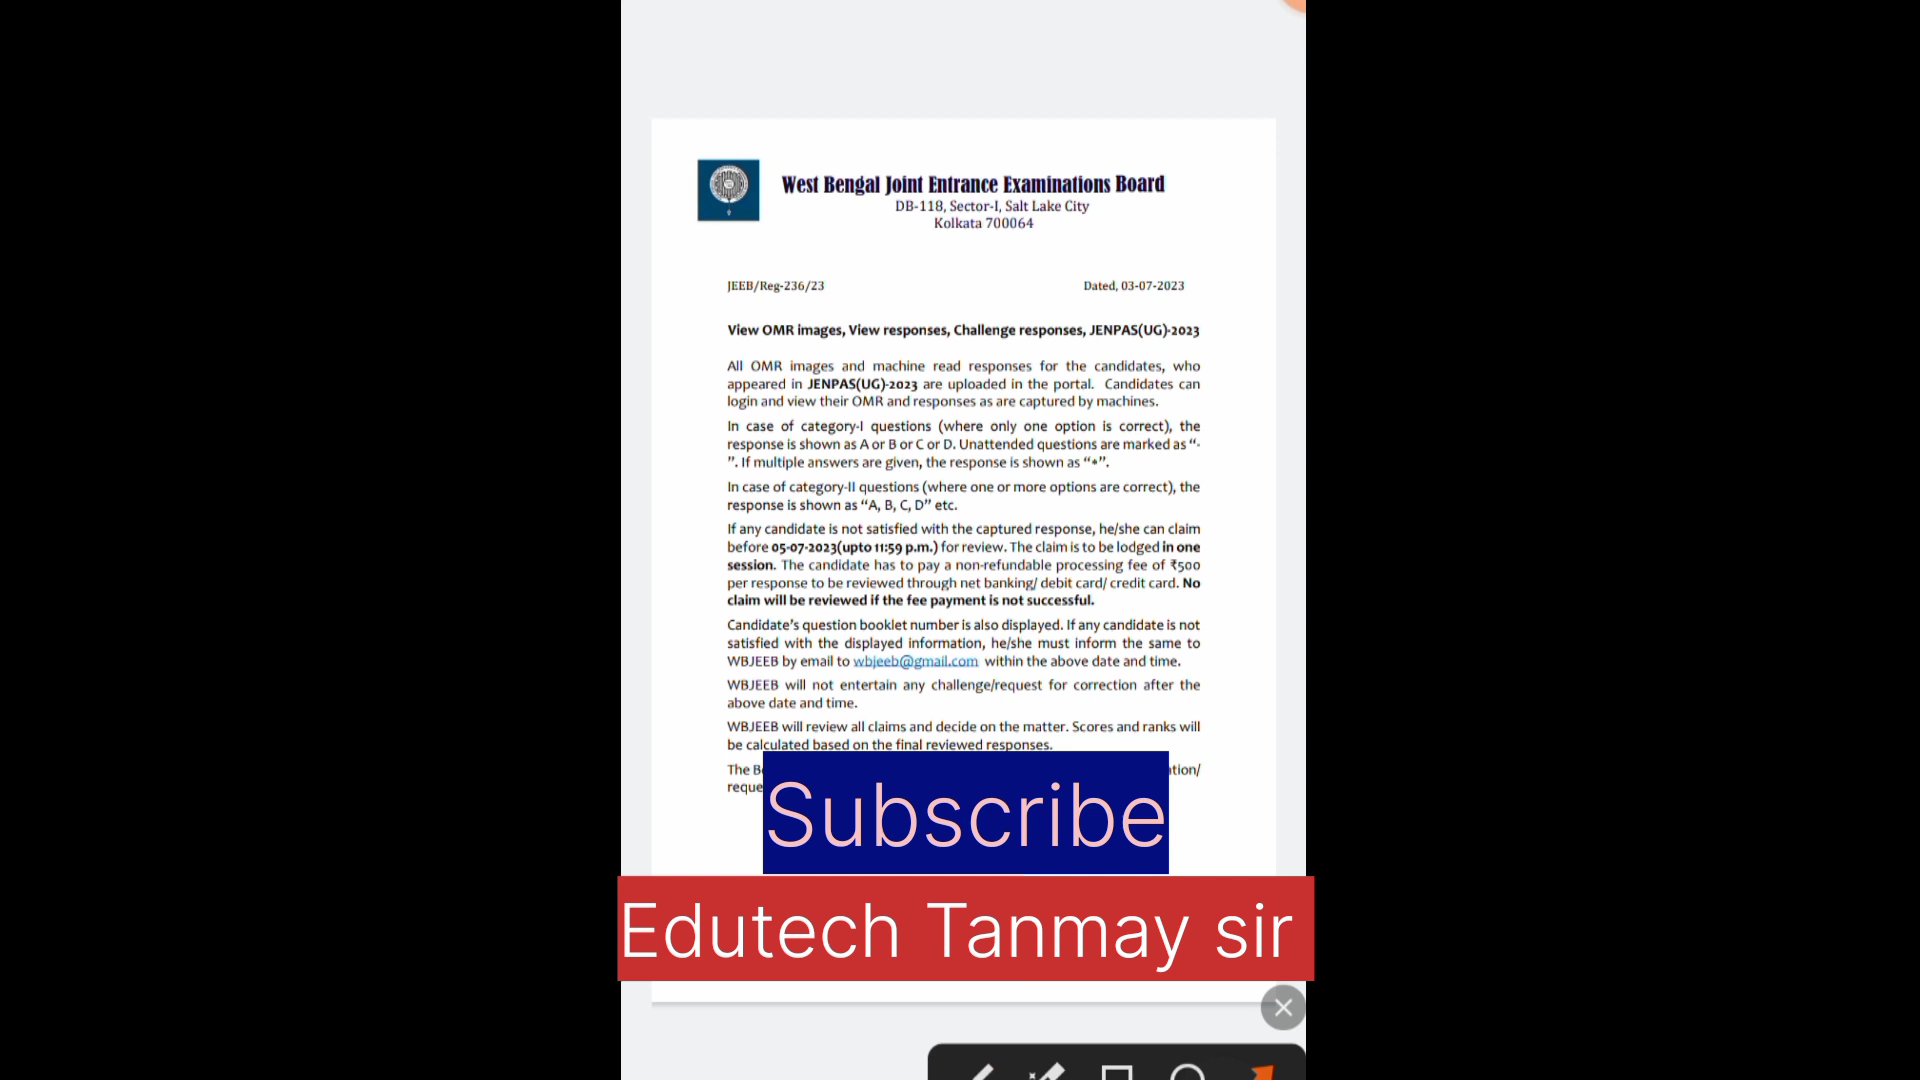 West Bengal Joint Entrance Examinations Board
DB-118, Sector-I, Salt Lake City
Kolkata 700064
JEEB/Reg-236/23 Dated, 03-07-2023
View OMR images, View responses, Challenge responses, JENPAS(UG)-2023
All OMR images and machine read responses for the candidates, who
appeared in JENPAS(UG)-2023 are uploaded in the portal. Candidates can
login and view their OMR and responses as are captured by machines.
In case of category-I questions (where only one option is correct), the
response is shown as A or B or C or D. Unattended questions are marked as “-
”. If multiple answers are given, the response is shown as “*”.
In case of category-II questions (where one or more options are correct), the
response is shown as “A, B, C, D” etc.
If any candidate is not satisfied with the captured response, he/she can claim
before 05-07-2023(upto 11:59 p.m.) for review. The claim is to be lodged in one
session. The candidate has to pay a non-refundable processing fee of ₹500
per response to be reviewed through net banking/ debit card/ credit card. No
claim will be reviewed if the fee payment is not successful.
Candidate’s question booklet number is also displayed. If any candidate is not
satisfied with the displayed information, he/she must inform the same to
WBJEEB by email to wbjeeb@gmail.com within the above date and time.
WBJEEB will not entertain any challenge/request for correction after the
above date and time.
WBJEEB will review all claims and decide on the matter. Scores and ranks will
be calculated based on the final reviewed responses.
The
Subscribe
Edutech Tanmay sir